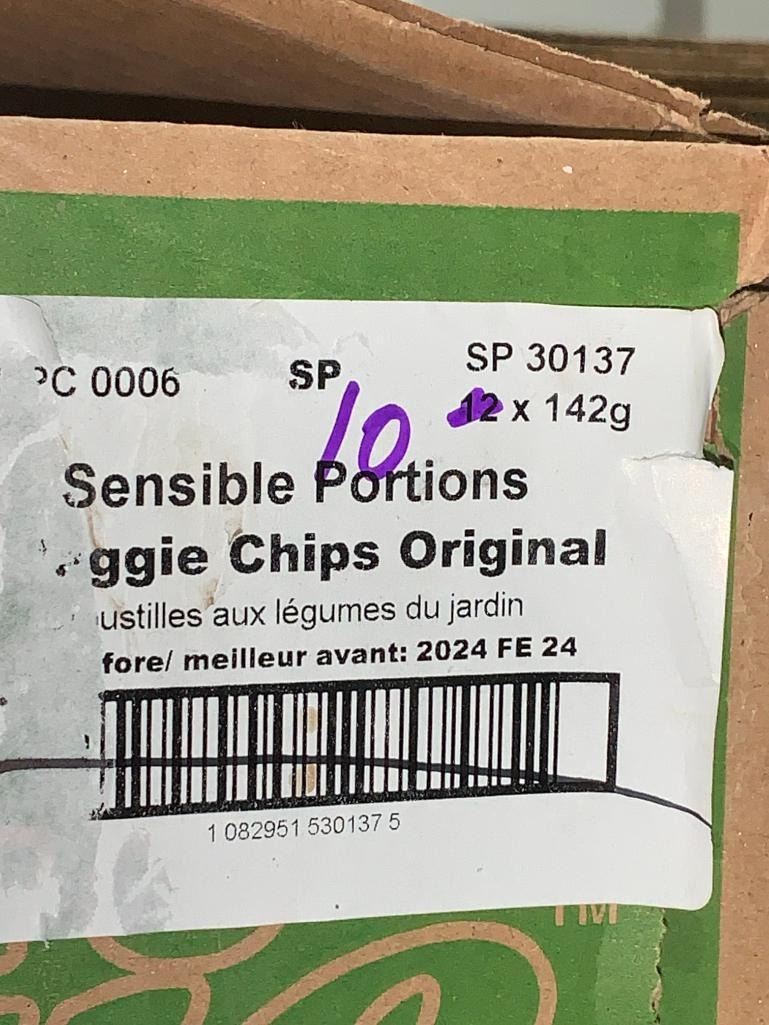 PC 0006 SP SP 30137
10 12 x 142g
Sensible Portions
ggie Chips Original
ustilles aux légumes du jardin
fore/ meilleur avant: 2024 FE 24
1 082951 530137 5
TM